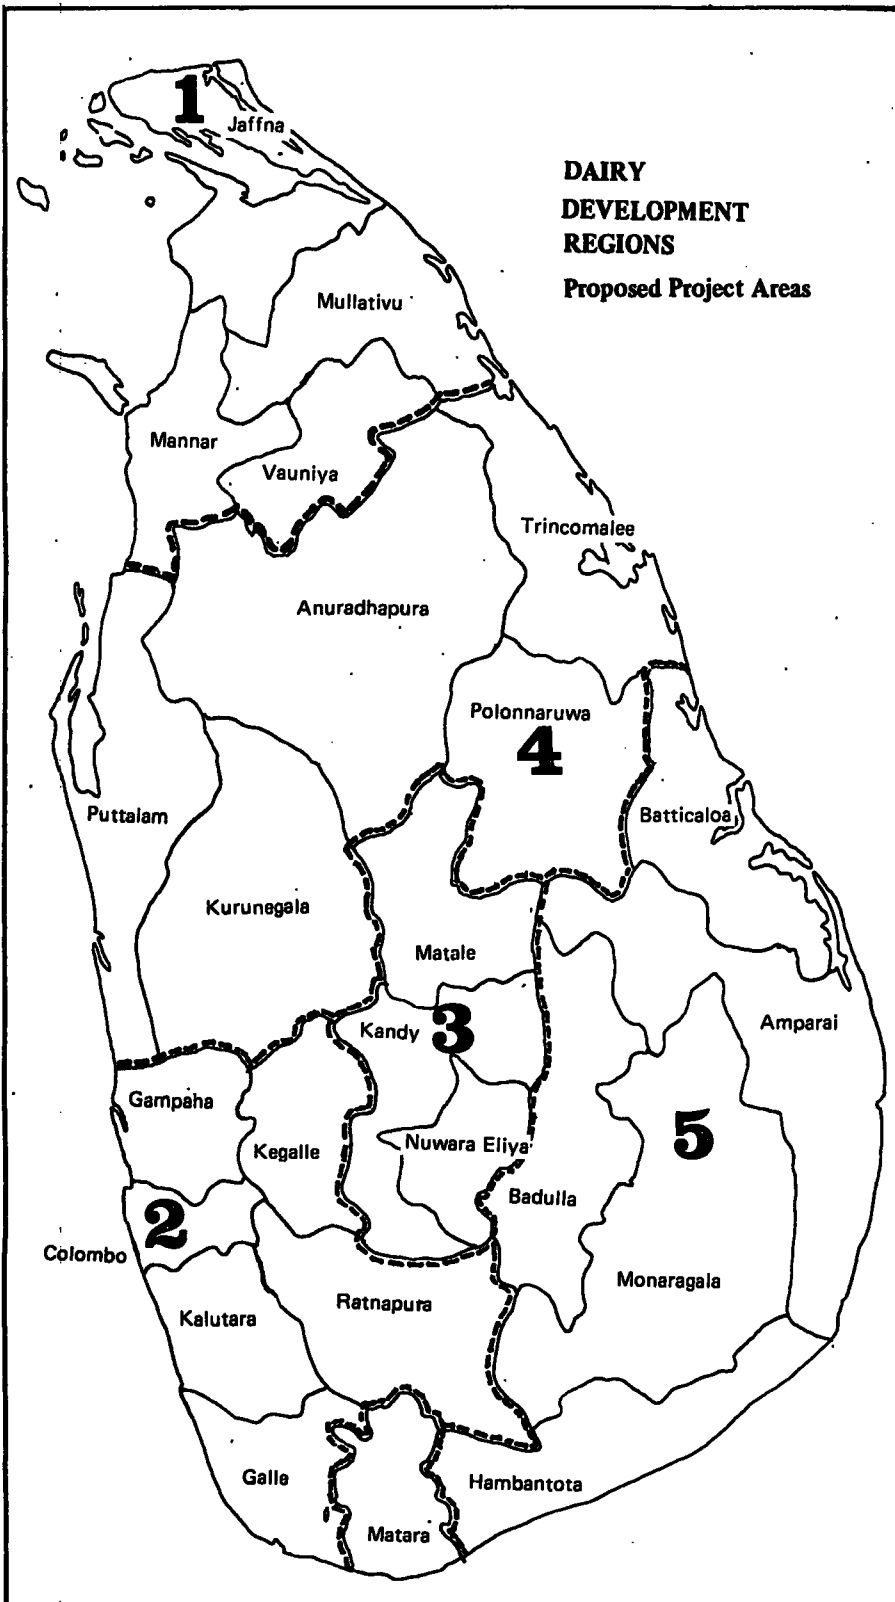 1
Jaffna
DAIRY
DEVELOPMENT
REGIONS
Proposed Project Areas
Mullativu
Mannar
Vauniya
Trincomalee
Anuradhapura
Polonnaruwa
4
Puttalam
Batticaloa
Kurunegala
Matale
Kandy
3
Amparai
Gampaha
Kegalle
Nuwara Eliya
5
Badulla
2
Colombo
Monaragala
Ratnapura
Kalutara
Galle
Hambantota
Matara